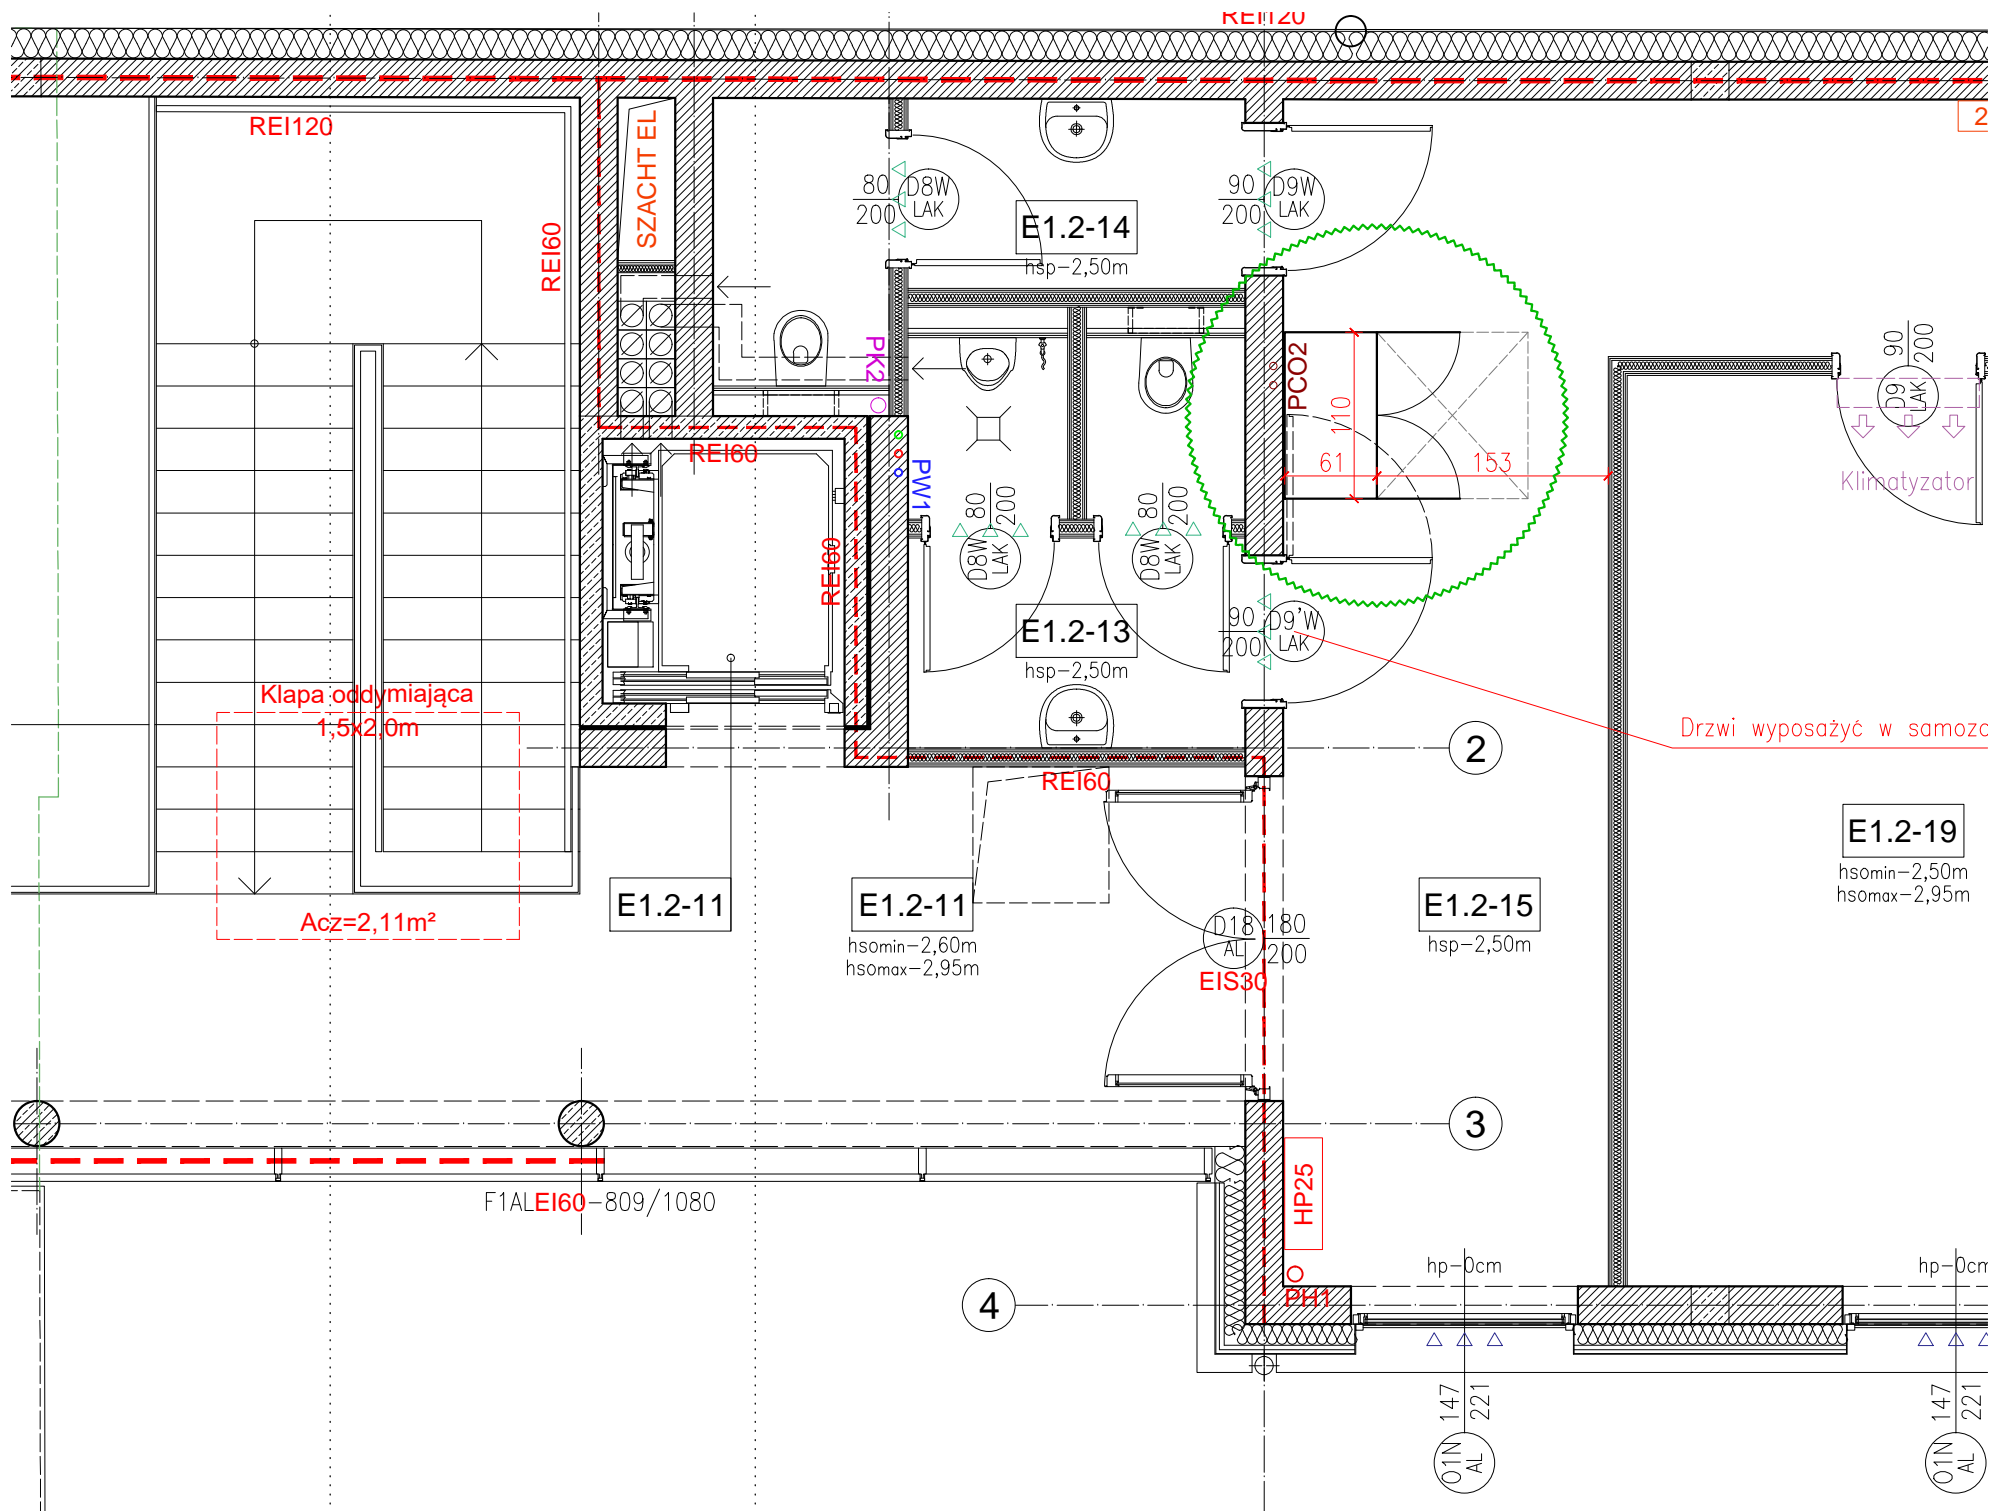 REI120
REI120
SZACHT EL
REI60
80
200
D8W
LAK
E1.2-14
hsp-2,50m
90
200
D9W
LAK
PK2
PCO2
110
61
153
90
200
D9
LAK
Klimatyzator
REI60
PW1
REI60
80
200
D8W
LAK
80
200
D8W
LAK
E1.2-13
hsp-2,50m
90
200
D9'W
LAK
Klapa oddymiająca
1,5x2,0m
Acz=2,11m²
2
Drzwi wyposażyć w
REI60
E1.2-11
E1.2-11
hsomin-2,60m
hsomax-2,95m
D18
AL
180
200
EIS30
E1.2-15
hsp-2,50m
E1.2-19
hsomin-2,50m
hsomax-2,95m
3
F1ALEI60-809/1080
HP25
PH1
4
hp-0cm
hp-0cm
147
221
O1N
AL
147
221
O1N
AL